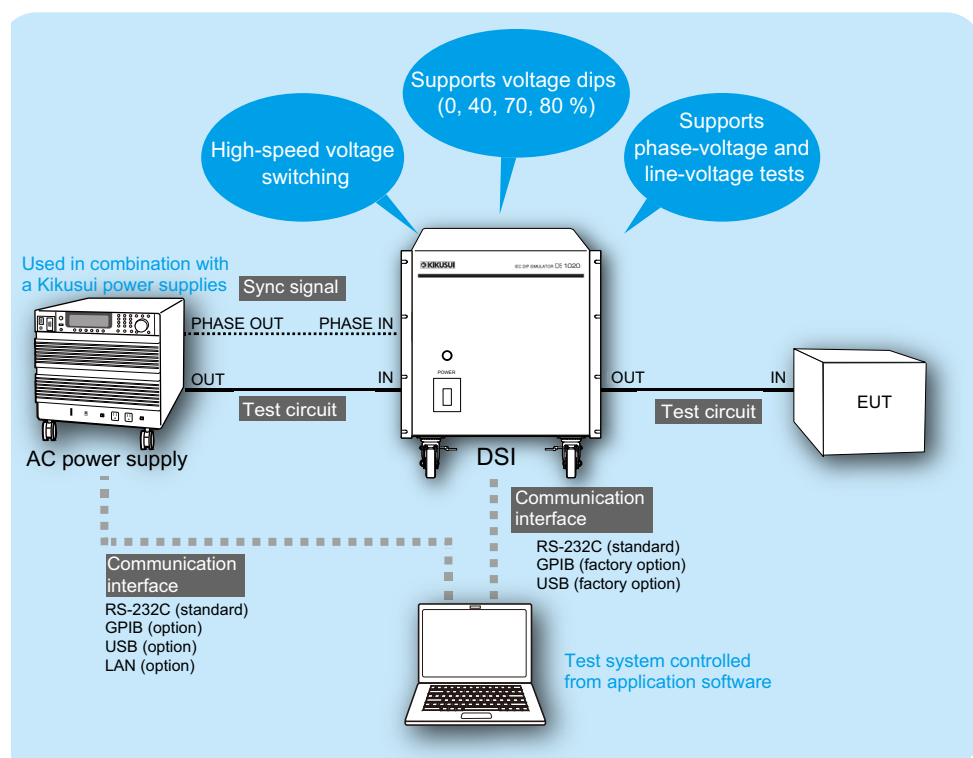 Supports voltage dips
(0, 40, 70, 80 %)
High-speed voltage
switching
Supports
phase-voltage and
line-voltage tests
Used in combination with
a Kikusui power supplies
Sync signal
KIKUSUI
IEC DIP SIMULATOR DSI 1020
PHASE OUT
PHASE IN
POWER
OUT
IN
Test circuit
OUT
IN
Test circuit
EUT
AC power supply
DSI
Communication
interface
RS-232C (standard)
GPIB (factory option)
USB (factory option)
Communication
interface
RS-232C (standard)
GPIB (option)
USB (option)
LAN (option)
Test system controlled
from application software